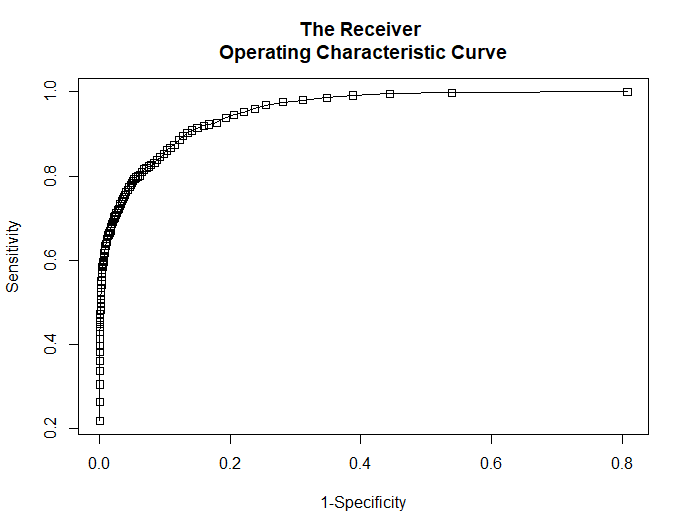 The Receiver
Operating Characteristic Curve
1.0
0.8
0.6
0.4
0.2
Sensitivity
0.0 0.2 0.4 0.6 0.8
1-Specificity